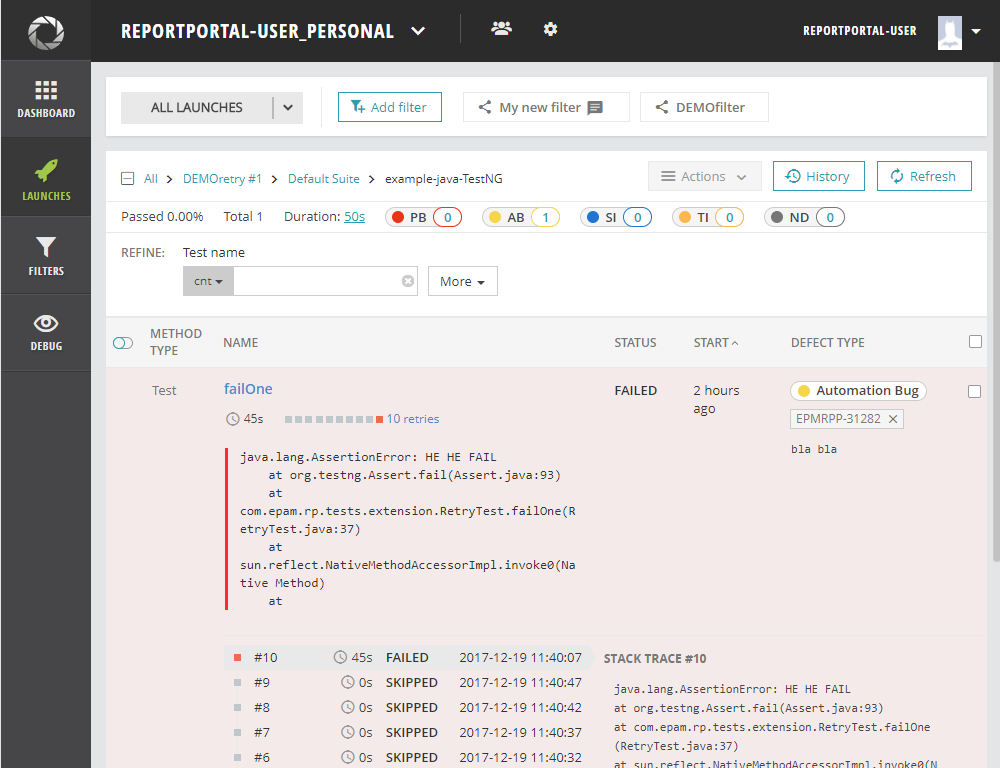 REPORTPORTAL-USER_PERSONAL
REPORTPORTAL-USER
DASHBOARD
LAUNCHES
FILTERS
DEBUG
ALL LAUNCHES
Add filter
My new filter
DEMOfilter
All > DEMOretry #1 > Default Suite > example-java-TestNG
Actions
History
Refresh
Passed 0.00% Total 1 Duration: 50s PB 0 AB 1 SI 0 TI 0 ND 0
REFINE: Test name
cnt
More
METHOD TYPE
NAME
STATUS
START
DEFECT TYPE
Test
failOne
FAILED
2 hours
ago
Automation Bug
45s
10 retries
EPMRPP-31282
bla bla
java.lang.AssertionError: HE HE FAIL
at org.testng.Assert.fail(Assert.java:93)
at
com.epam.rp.tests.extension.RetryTest.failOne(R
etryTest.java:37)
at
sun.reflect.NativeMethodAccessorImpl.invoke0(Na
tive Method)
at
#10 45s FAILED 2017-12-19 11:40:07
#9 0s SKIPPED 2017-12-19 11:40:47
#8 0s SKIPPED 2017-12-19 11:40:42
#7 0s SKIPPED 2017-12-19 11:40:37
#6 0s SKIPPED 2017-12-19 11:40:32
STACK TRACE #10
java.lang.AssertionError: HE HE FAIL
at org.testng.Assert.fail(Assert.java:93)
at com.epam.rp.tests.extension.RetryTest.failOne
(RetryTest.java:37)
at sun.reflect.NativeMethodAccessorImpl.invoke0(N